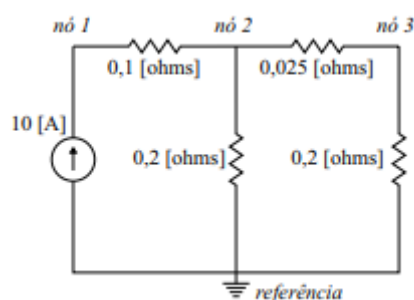 nó 1
nó 2
nó 3
0,1 [ohms]
0,025 [ohms]
10 [A]
0,2 [ohms]
0,2 [ohms]
referência